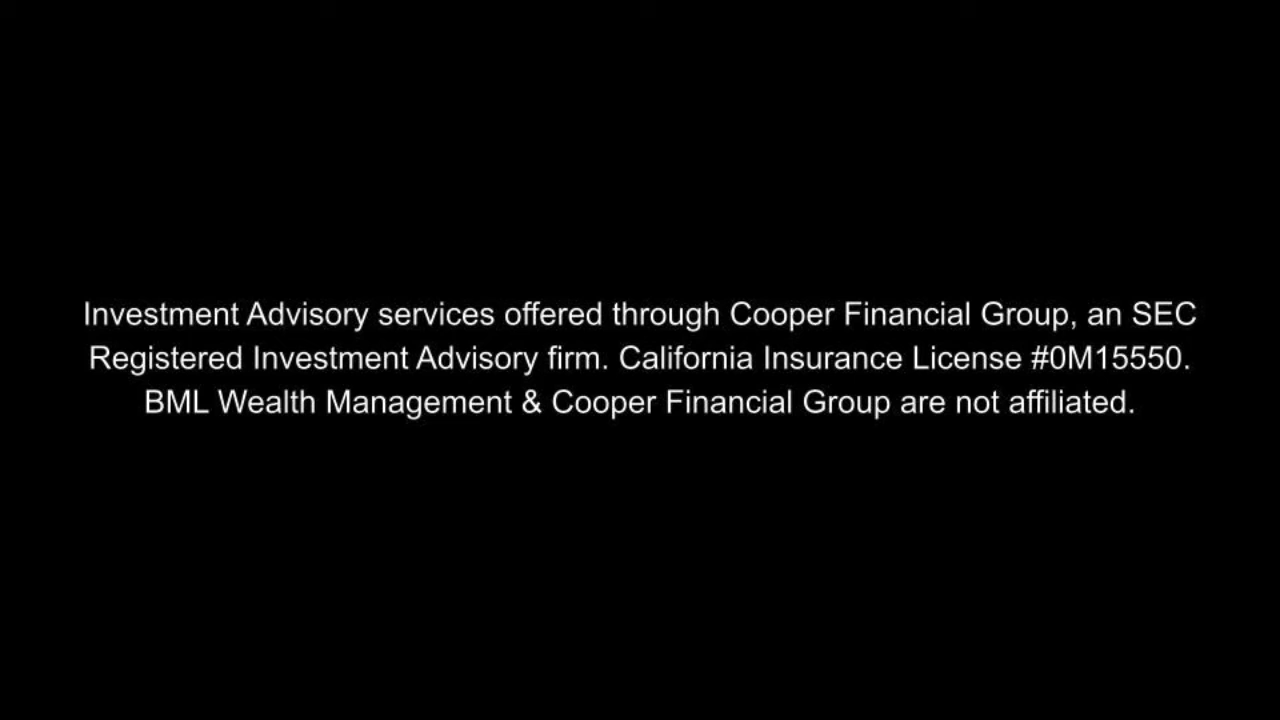 Investment Advisory services offered through Cooper Financial Group, an SEC
Registered Investment Advisory firm. California Insurance License #0M15550.
BML Wealth Management & Cooper Financial Group are not affiliated.